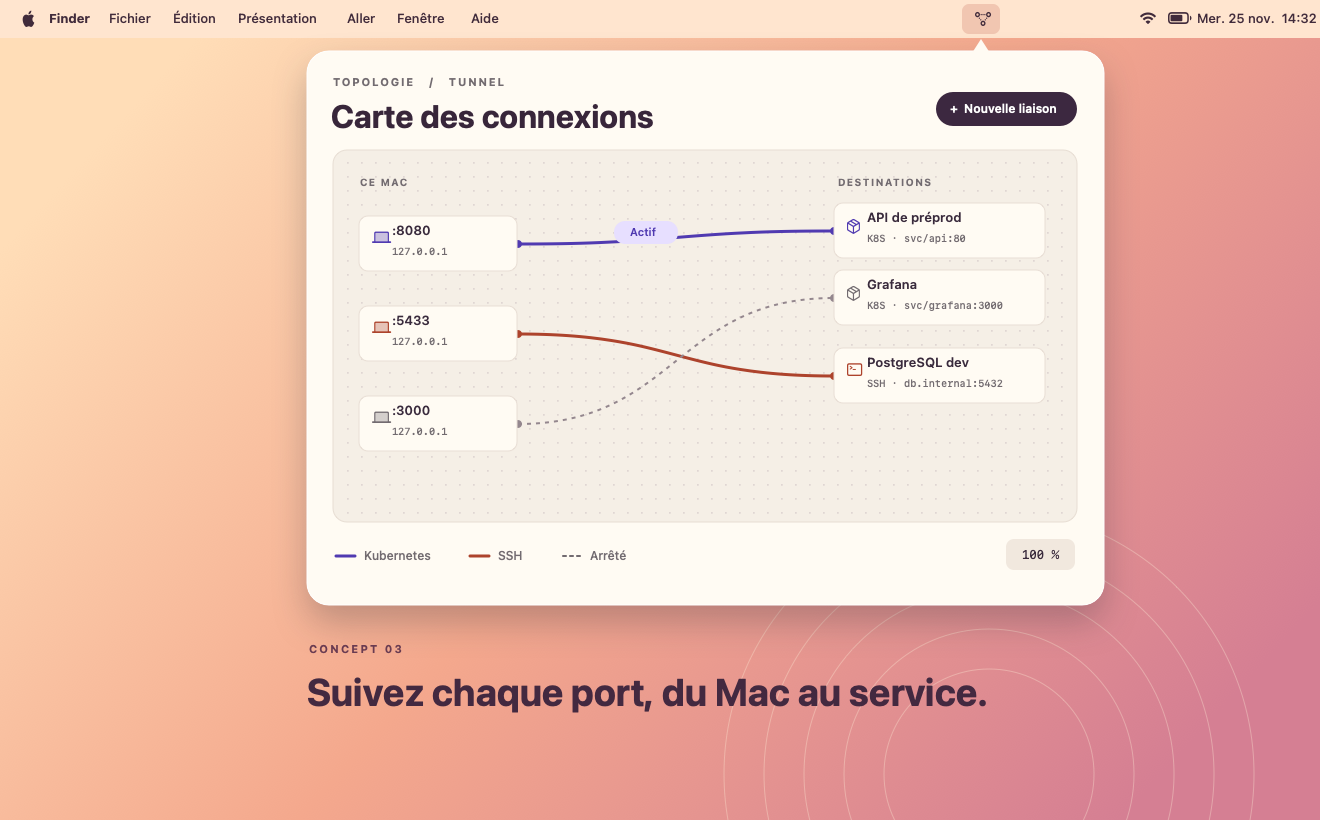 Finder Fichier Édition Présentation Aller Fenêtre Aide Mer. 25 nov. 14:32
TOPOLOGIE / TUNNEL
Carte des connexions
+ Nouvelle liaison
CE MAC
DESTINATIONS
:8080
127.0.0.1
Actif
API de préprod
K8S · svc/api:80
Grafana
K8S · svc/grafana:3000
:5433
127.0.0.1
PostgreSQL dev
SSH · db.internal:5432
:3000
127.0.0.1
Kubernetes SSH Arrêté
100 %
CONCEPT 03
Suivez chaque port, du Mac au service.